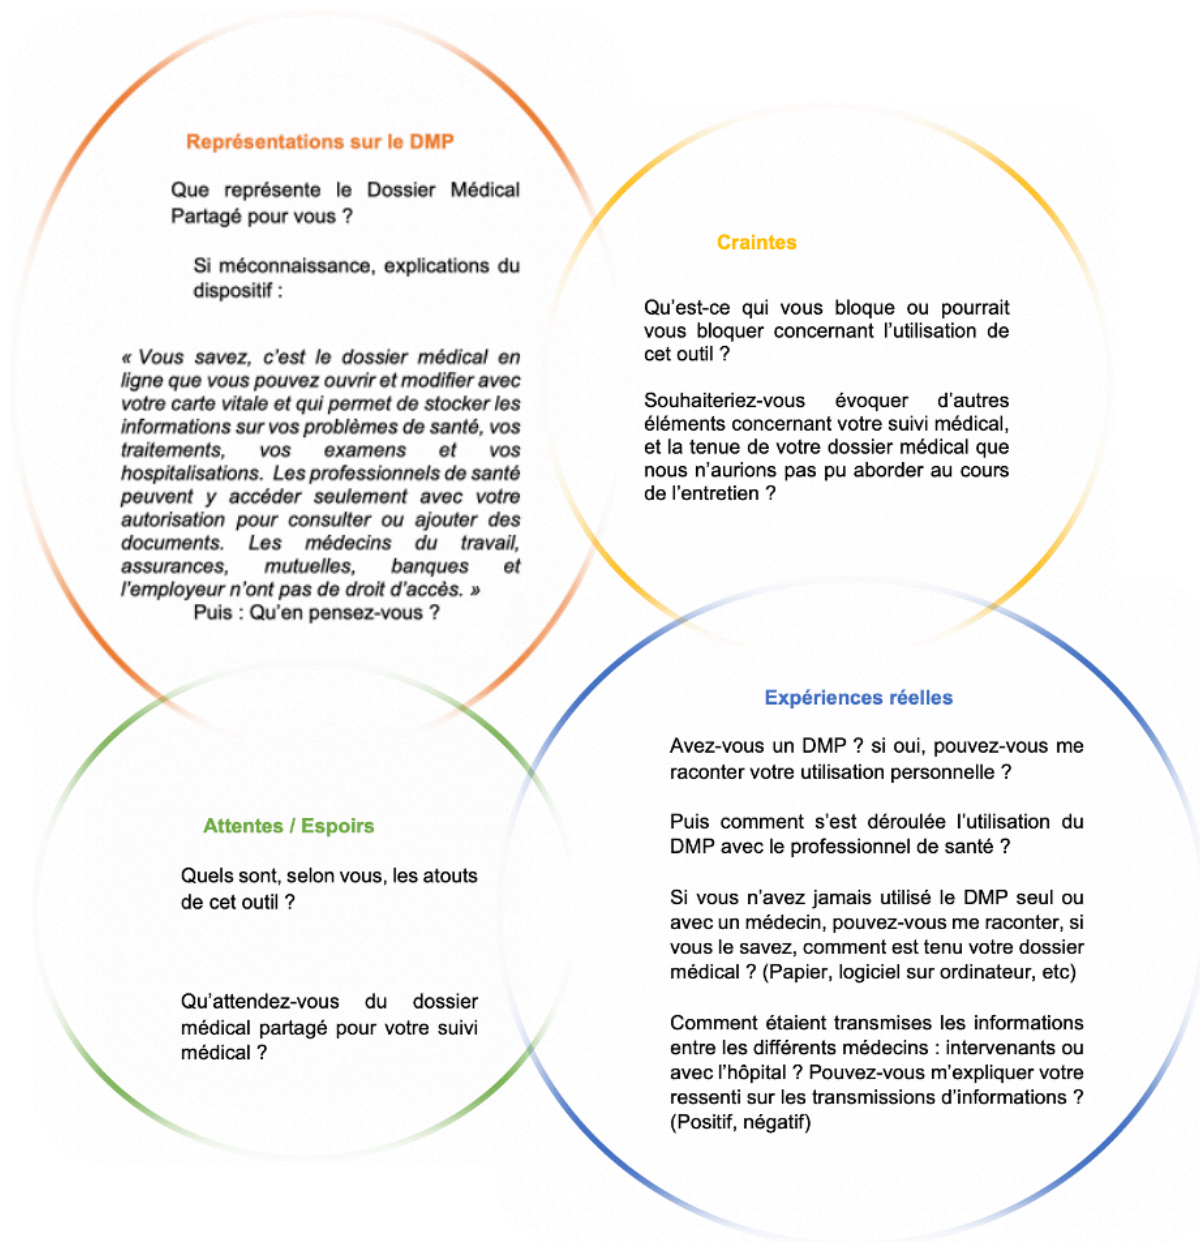 Représentations sur le DMP
Que représente le Dossier Médical
Partagé pour vous ?
Si méconnaissance, explications du
dispositif :
« Vous savez, c’est le dossier médical en
ligne que vous pouvez ouvrir et modifier avec
votre carte vitale et qui permet de stocker les
informations sur vos problèmes de santé, vos
traitements, vos examens et vos
hospitalisations. Les professionnels de santé
peuvent y accéder seulement avec votre
autorisation pour consulter ou ajouter des
documents. Les médecins du travail,
assurances, mutuelles, banques et
l'employeur n’ont pas de droit d’accès. »
Puis : Qu’en pensez-vous ?
Craintes
Qu’est-ce qui vous bloque ou pourrait
vous bloquer concernant l’utilisation de
cet outil ?
Souhaiteriez-vous évoquer d’autres
éléments concernant votre suivi médical,
et la tenue de votre dossier médical que
nous n’aurions pas pu aborder au cours
de l’entretien ?
Attentes / Espoirs
Quels sont, selon vous, les atouts
de cet outil ?
Qu’attendez-vous du dossier
médical partagé pour votre suivi
médical ?
Expériences réelles
Avez-vous un DMP ? si oui, pouvez-vous me
raconter votre utilisation personnelle ?
Puis comment s’est déroulée l’utilisation du
DMP avec le professionnel de santé ?
Si vous n’avez jamais utilisé le DMP seul ou
avec un médecin, pouvez-vous me raconter, si
vous le savez, comment est tenu votre dossier
médical ? (Papier, logiciel sur ordinateur, etc)
Comment étaient transmises les informations
entre les différents médecins : intervenants ou
avec l’hôpital ? Pouvez-vous m’expliquer votre
ressenti sur les transmissions d’informations ?
(Positif, négatif)